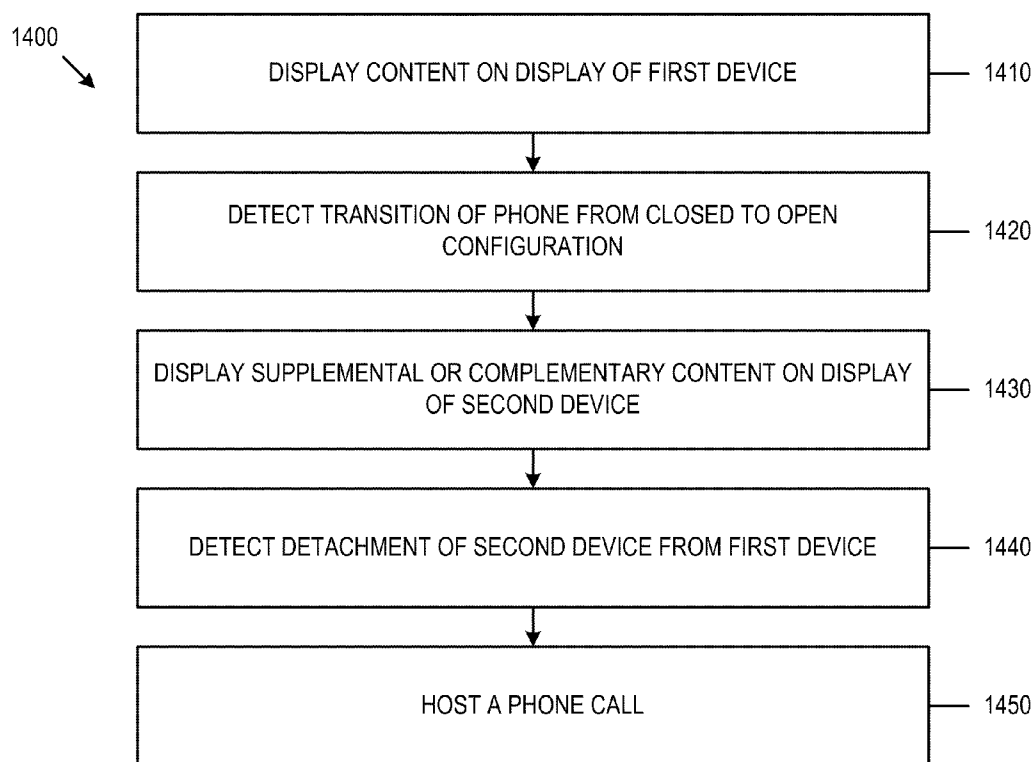 1400
DISPLAY CONTENT ON DISPLAY OF FIRST DEVICE
1410
DETECT TRANSITION OF PHONE FROM CLOSED TO OPEN
CONFIGURATION
1420
DISPLAY SUPPLEMENTAL OR COMPLEMENTARY CONTENT ON DISPLAY
OF SECOND DEVICE
1430
DETECT DETACHMENT OF SECOND DEVICE FROM FIRST DEVICE
1440
HOST A PHONE CALL
1450